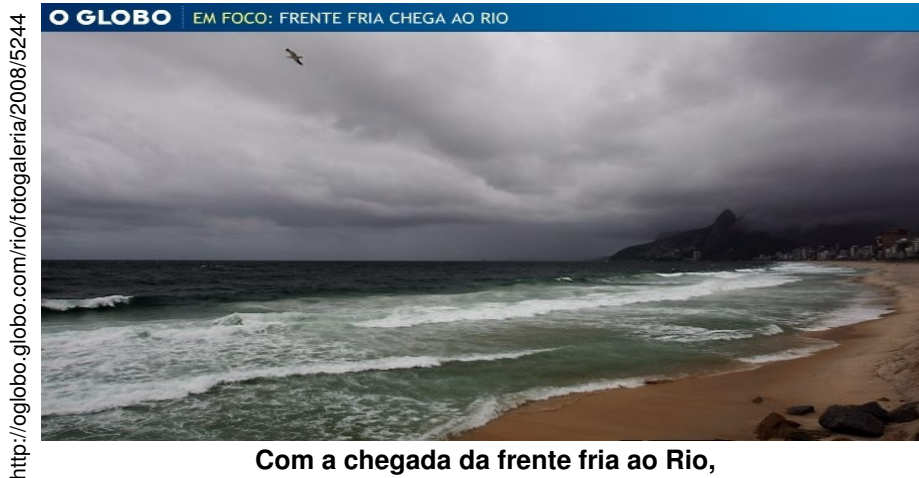 O GLOBO EM FOCO: FRENTE FRIA CHEGA AO RIO
http://oglobo.globo.com/rio/fotogaleria/2008/5244
Com a chegada da frente fria ao Rio,